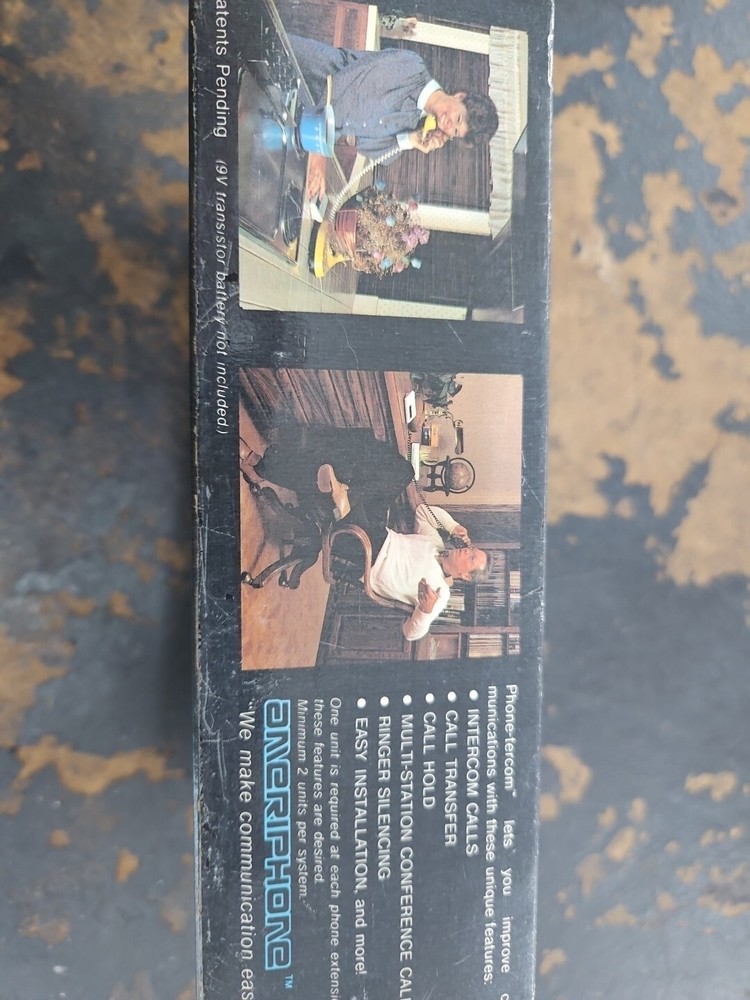 Phone-tercom™ lets you improve c
munications with these unique features:
• INTERCOM CALLS
• CALL TRANSFER
• CALL HOLD
• MULTI-STATION CONFERENCE CAL
• RINGER SILENCING
• EASY INSTALLATION, and more!
One unit is required at each phone extensi
these features are desired.
Minimum 2 units per system.
AMERIPHONE™
"We make communication eas
atents Pending (9V transistor battery not included.)